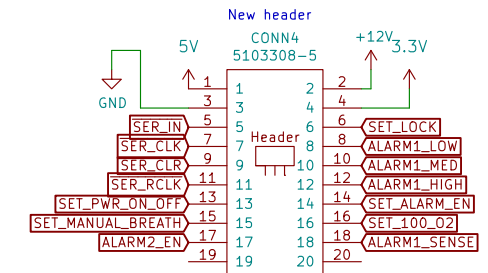 New header
CONN4
5103308-5
5V
+12V
3.3V
GND
1 1 2 2
3 3 4 4
SER_IN 5 5 6 6 SET_LOCK
Header
SER_CLK 7 7 8 8 ALARM1_LOW
SER_CLR 9 9 10 10 ALARM1_MED
SER_RCLK 11 11 12 12 ALARM1_HIGH
SET_PWR_ON_OFF 13 13 14 14 SET_ALARM_EN
SET_MANUAL_BREATH 15 15 16 16 SET_100_O2
ALARM2_EN 17 17 18 18 ALARM1_SENSE
19 19 20 20